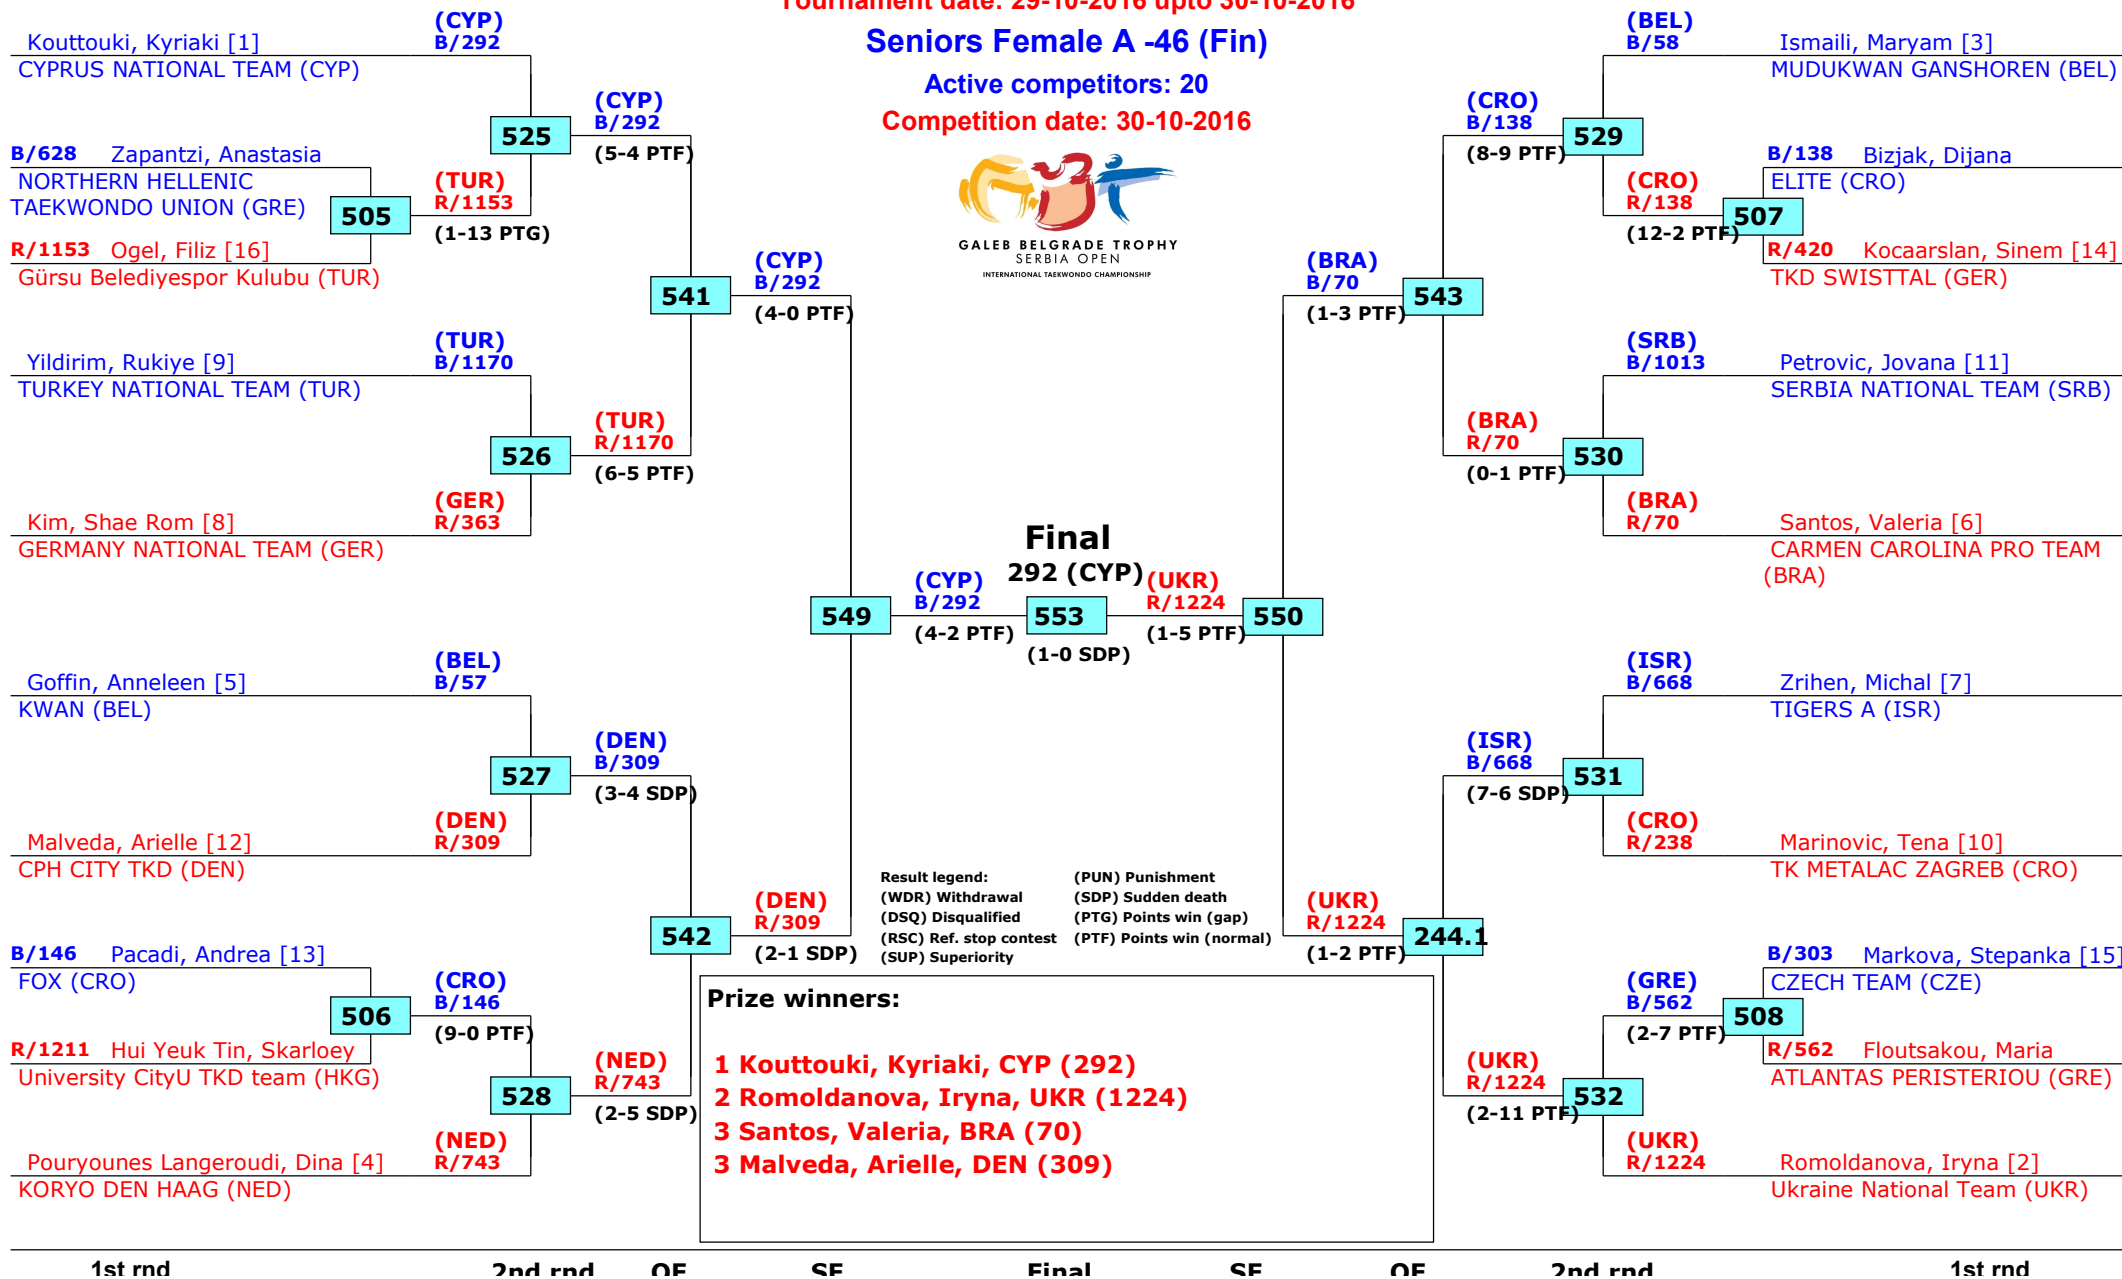 Tournament date: 29-10-2016 upto 30-10-2016
Seniors Female A -46 (Fin)
Active competitors: 20
Competition date: 30-10-2016
GALEB BELGRADE TROPHY
SERBIA OPEN
INTERNATIONAL TAEKWONDO CHAMPIONSHIP
Kouttouki, Kyriaki [1]
CYPRUS NATIONAL TEAM (CYP)
(CYP)
B/292
B/628 Zapantzi, Anastasia
NORTHERN HELLENIC
TAEKWONDO UNION (GRE)
505
R/1153 Ogel, Filiz [16]
Gürsu Belediyespor Kulubu (TUR)
(TUR)
R/1153
(1-13 PTG)
525
(CYP)
B/292
(5-4 PTF)
Yildirim, Rukiye [9]
TURKEY NATIONAL TEAM (TUR)
(TUR)
B/1170
526
Kim, Shae Rom [8]
GERMANY NATIONAL TEAM (GER)
(GER)
R/363
(TUR)
R/1170
(6-5 PTF)
541
(CYP)
B/292
(4-0 PTF)
Goffin, Anneleen [5]
KWAN (BEL)
(BEL)
B/57
527
Malveda, Arielle [12]
CPH CITY TKD (DEN)
(DEN)
R/309
(DEN)
B/309
(3-4 SDP)
B/146 Pacadi, Andrea [13]
FOX (CRO)
506
R/1211 Hui Yeuk Tin, Skarloey
University CityU TKD team (HKG)
(CRO)
B/146
(9-0 PTF)
528
Pouryounes Langeroudi, Dina [4]
KORYO DEN HAAG (NED)
(NED)
R/743
(NED)
R/743
(2-5 SDP)
542
(DEN)
R/309
(2-1 SDP)
549
(CYP)
B/292
(4-2 PTF)
Final
292 (CYP)
553
(1-0 SDP)
(UKR)
R/1224
(1-5 PTF)
550
(BRA)
B/70
(1-3 PTF)
543
(CRO)
B/138
(8-9 PTF)
529
(BEL)
B/58
Ismaili, Maryam [3]
MUDUKWAN GANSHOREN (BEL)
(CRO)
R/138
(12-2 PTF)
507
B/138 Bizjak, Dijana
ELITE (CRO)
R/420 Kocaarslan, Sinem [14]
TKD SWISTTAL (GER)
(BRA)
R/70
(0-1 PTF)
530
(SRB)
B/1013
Petrovic, Jovana [11]
SERBIA NATIONAL TEAM (SRB)
(BRA)
R/70
Santos, Valeria [6]
CARMEN CAROLINA PRO TEAM
(BRA)
(UKR)
R/1224
(1-2 PTF)
244.1
(ISR)
B/668
(7-6 SDP)
531
(ISR)
B/668
Zrihen, Michal [7]
TIGERS A (ISR)
(CRO)
R/238
Marinovic, Tena [10]
TK METALAC ZAGREB (CRO)
(UKR)
R/1224
(2-11 PTF)
532
(GRE)
B/562
(2-7 PTF)
508
B/303 Markova, Stepanka [15]
CZECH TEAM (CZE)
R/562 Floutsakou, Maria
ATLANTAS PERISTERIOU (GRE)
(UKR)
R/1224
Romoldanova, Iryna [2]
Ukraine National Team (UKR)
Result legend: (PUN) Punishment
(WDR) Withdrawal (SDP) Sudden death
(DSQ) Disqualified (PTG) Points win (gap)
(RSC) Ref. stop contest (PTF) Points win (normal)
(SUP) Superiority
Prize winners:
1 Kouttouki, Kyriaki, CYP (292)
2 Romoldanova, Iryna, UKR (1224)
3 Santos, Valeria, BRA (70)
3 Malveda, Arielle, DEN (309)
1st rnd 2nd rnd QF SF Final SF QF 2nd rnd 1st rnd